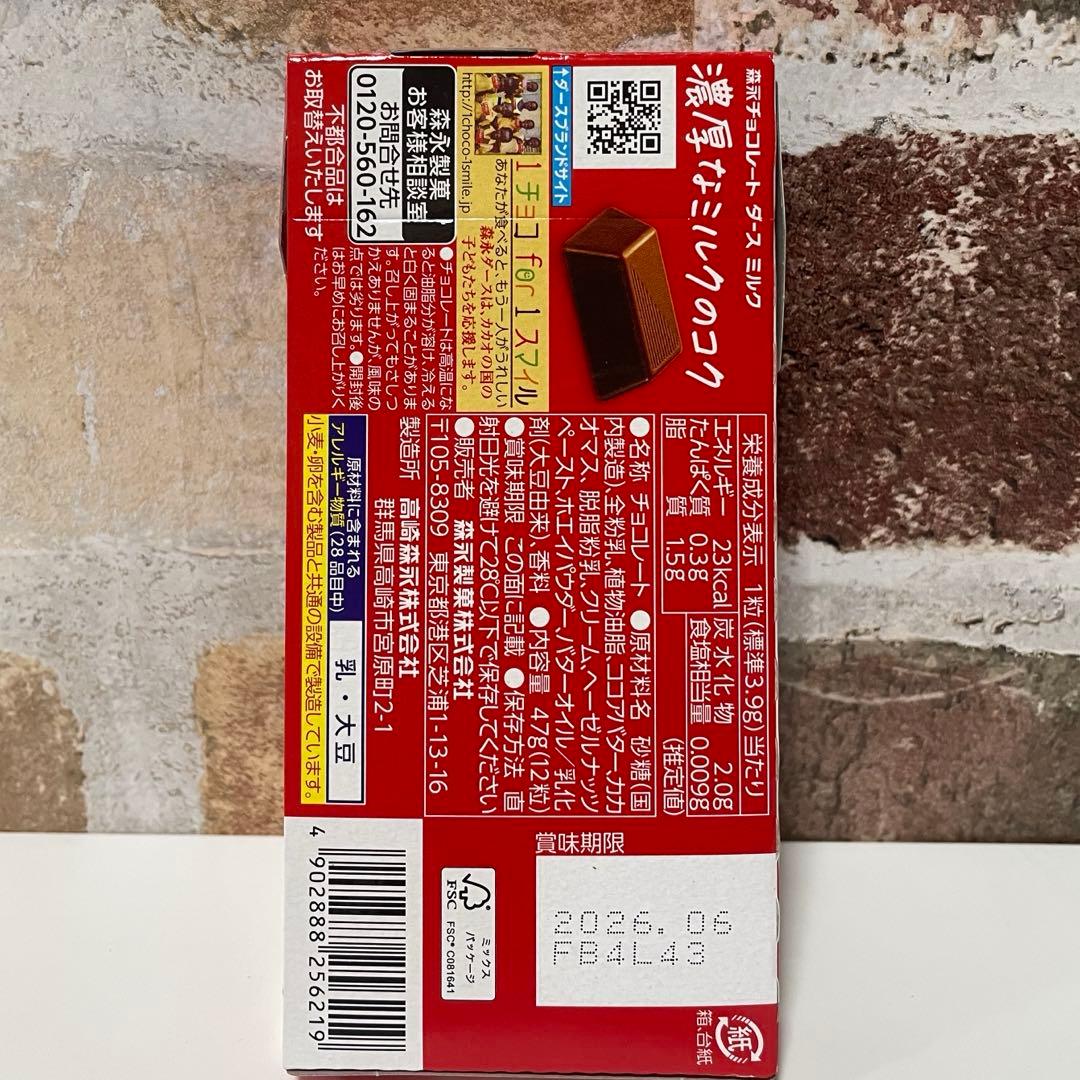 森永チョコレート ダース ミルク
濃厚なミルクのコク
↑ダースブランドサイト
1チョコ for 1スマイル
あなたが食べると、もう一人がうれしい
森永ダースは、カカオの国の
子どもたちを応援します。
http://1choco-1smile.jp
森永製菓
お客様相談室
お問合せ先
0120-560-162
不都合品は
お取替えいたします
●チョコレートは高温にな
ると油脂分が溶け、冷える
と白く固まることがありま
す。召し上がってもさしつ
かえありませんが、風味の
点では劣ります。●開封後
はお早めにお召し上がりく
ださい。
栄養成分表示 1粒(標準3.9g)当たり
エネルギー 23kcal
たんぱく質 0.3g
脂質 1.5g
炭水化物 2.0g
食塩相当量 0.009g
(推定値)
●名称 チョコレート ●原材料名 砂糖(国
内製造)、全粉乳、植物油脂、ココアバター、カカ
オマス、脱脂粉乳、クリーム、ヘーゼルナッツ
ペースト、ホエイパウダー、バターオイル/乳化
剤(大豆由来)、香料 ●内容量 47g(12粒)
●賞味期限 この面に記載 ●保存方法 直
射日光を避けて28℃以下で保存してください
●販売者 森永製菓株式会社
〒105-8309 東京都港区芝浦1-13-16
製造所 高崎森永株式会社
群馬県高崎市宮原町2-1
原材料に含まれる
アレルギー物質(28品目中)
乳・大豆
小麦・卵を含む製品と共通の設備で製造しています。
賞味期限
2026.06
FB4L43
FSC
FSC® C081641
ミックス
パッケージ
紙
箱、台紙
4 902888 256219